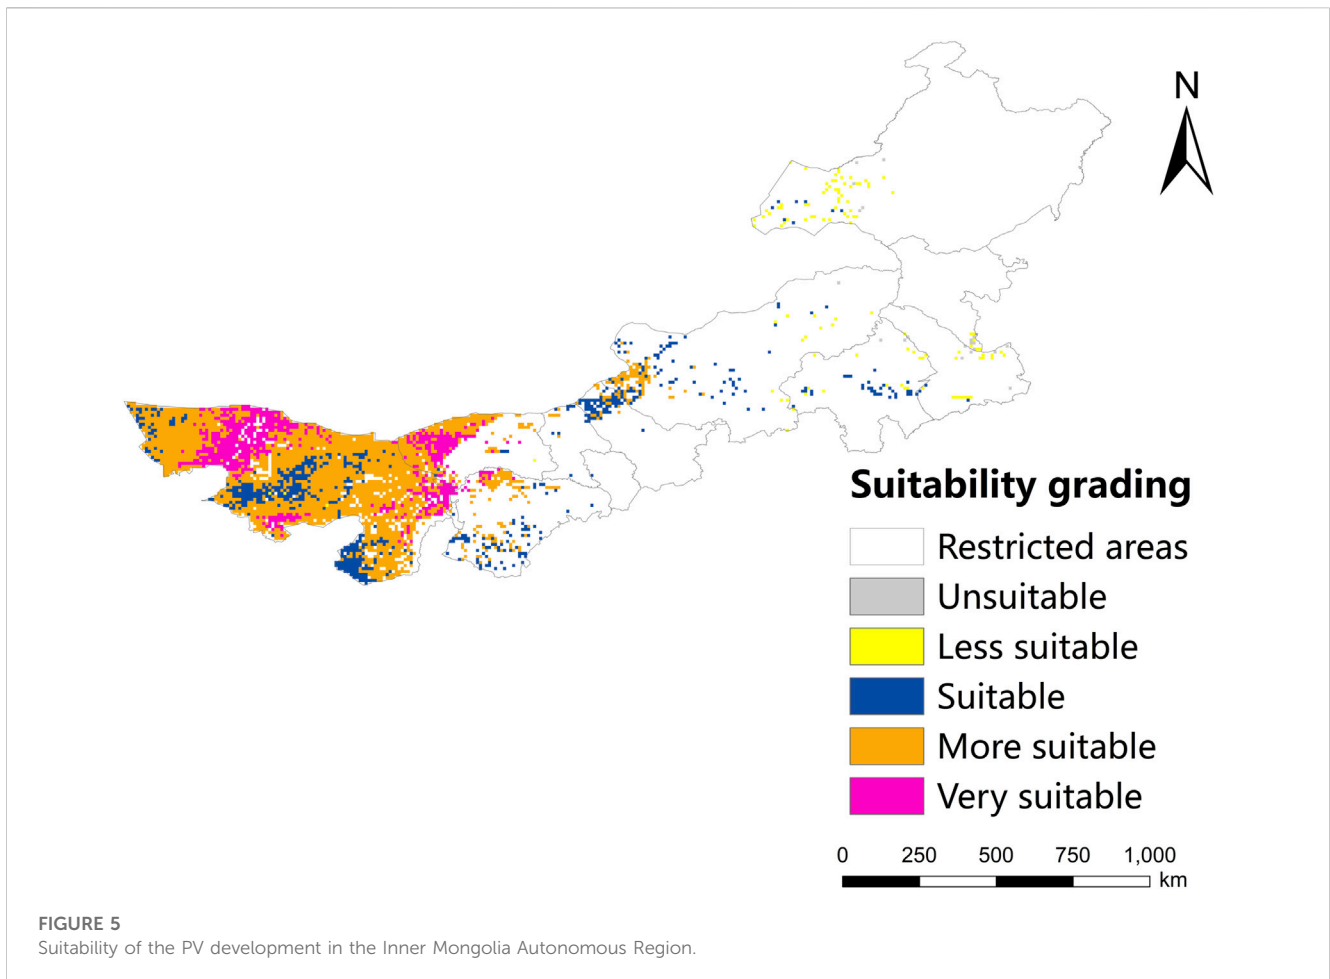 N
Suitability grading
Restricted areas
Unsuitable
Less suitable
Suitable
More suitable
Very suitable
0 250 500 750 1,000
km
FIGURE 5
Suitability of the PV development in the Inner Mongolia Autonomous Region.